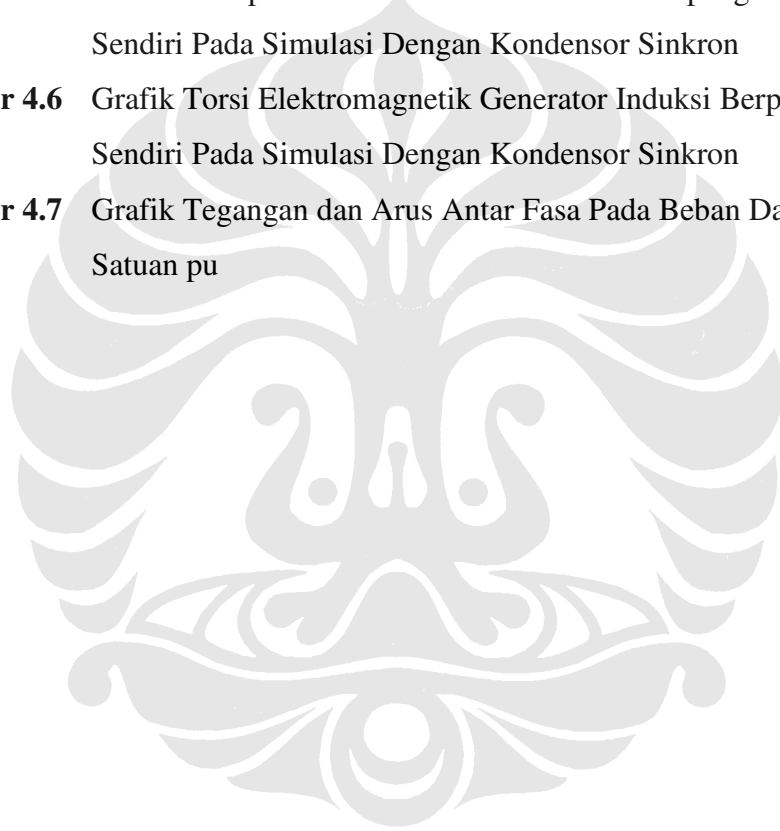 Sendiri Pada Simulasi Dengan Kondensor Sinkron
r 4.6 Grafik Torsi Elektromagnetik Generator Induksi Berp
Sendiri Pada Simulasi Dengan Kondensor Sinkron
r 4.7 Grafik Tegangan dan Arus Antar Fasa Pada Beban Da
Satuan pu